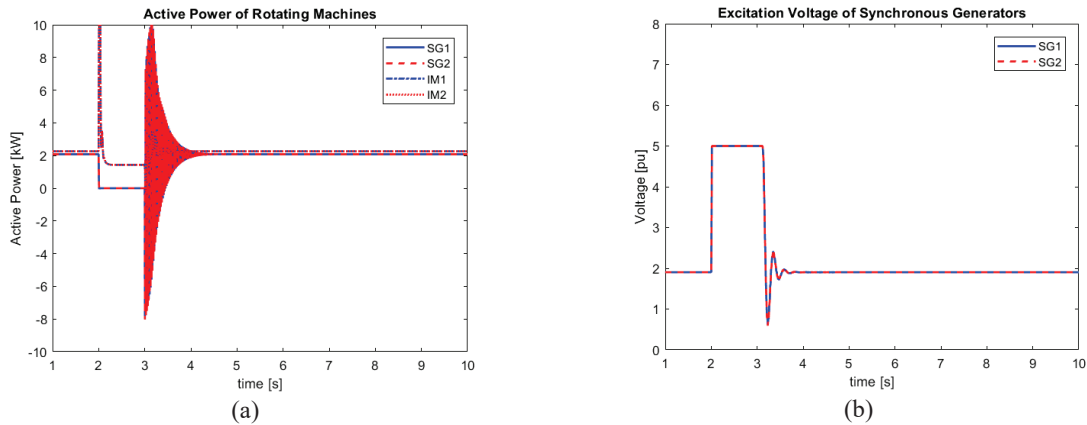 Active Power of Rotating Machines
10
8
6
4
2
0
-2
-4
-6
-8
-10
Active Power [kW]
SG1
SG2
IM1
IM2
1 2 3 4 5 6 7 8 9 10
time [s]
(a)
Excitation Voltage of Synchronous Generators
8
7
6
5
4
3
2
1
0
Voltage [pu]
SG1
SG2
1 2 3 4 5 6 7 8 9 10
time [s]
(b)